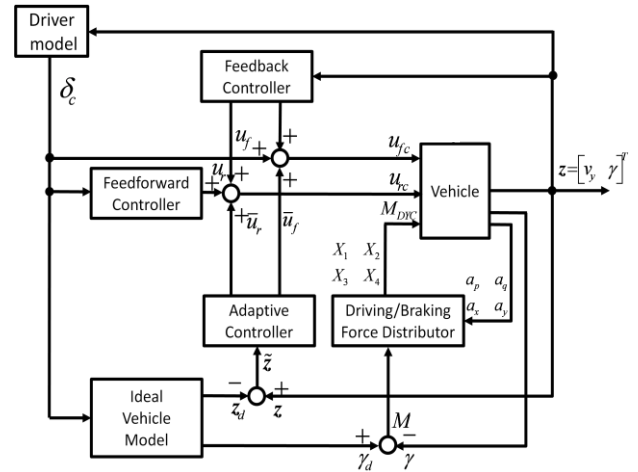 Driver
model
δc
Feedback
Controller
uf
+
+
ufc
ur
+
+
+
Feedforward
Controller
+
+
urc
ūr
ūf
Vehicle
z=[vy γ]T
MDYC
X1 X2
X3 X4
ap aq
ax ay
Adaptive
Controller
Driving/Braking
Force Distributor
z̃
Ideal
Vehicle
Model
− +
zd z
M
+ −
γd γ